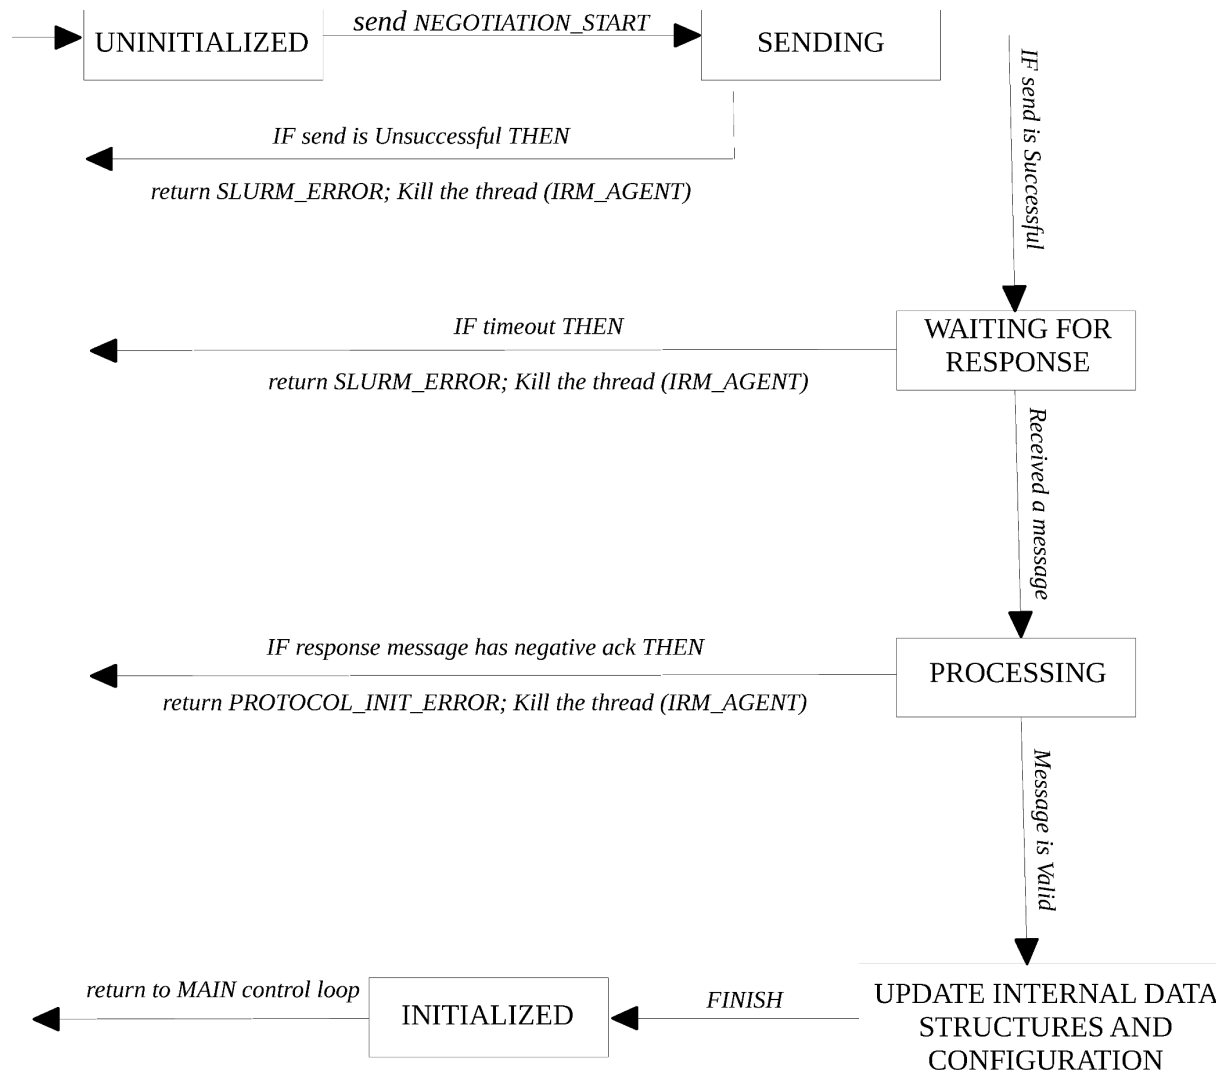 UNINITIALIZED
send NEGOTIATION_START
SENDING
IF send is Successful
IF send is Unsuccessful THEN
return SLURM_ERROR; Kill the thread (IRM_AGENT)
IF timeout THEN
return SLURM_ERROR; Kill the thread (IRM_AGENT)
WAITING FOR
RESPONSE
Received a message
IF response message has negative ack THEN
return PROTOCOL_INIT_ERROR; Kill the thread (IRM_AGENT)
PROCESSING
Message is Valid
return to MAIN control loop
INITIALIZED
FINISH
UPDATE INTERNAL DATA
STRUCTURES AND
CONFIGURATION